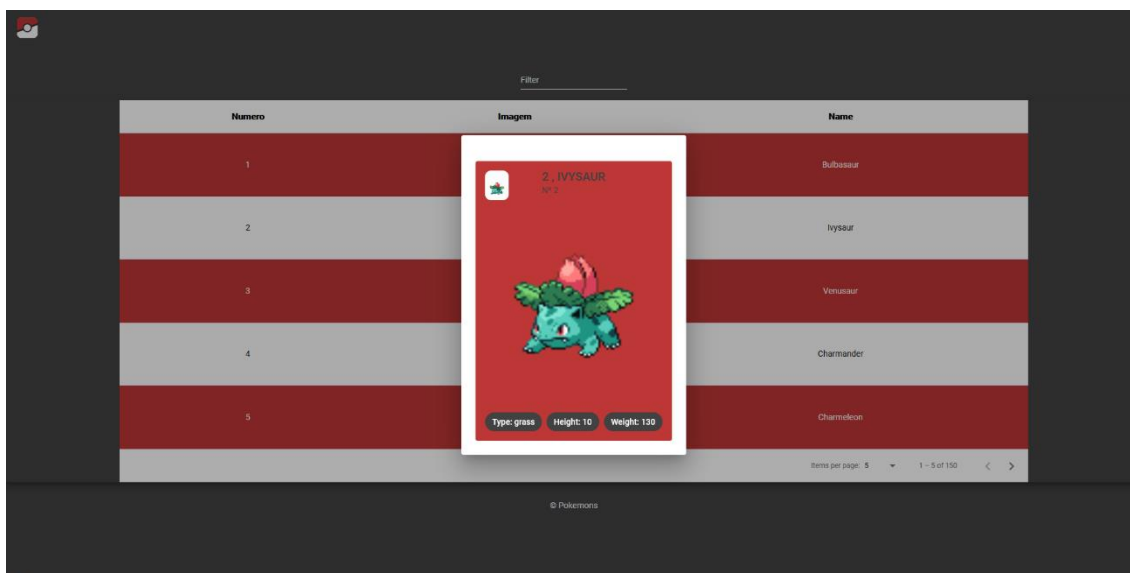 Filter
Numero Imagem Name
1 Bulbasaur
2 , IVYSAUR
Nº 2
2 Ivysaur
3 Venusaur
4 Charmander
5 Charmeleon
Type: grass Height: 10 Weight: 130
Items per page: 5 1 – 5 of 150
© Pokemons